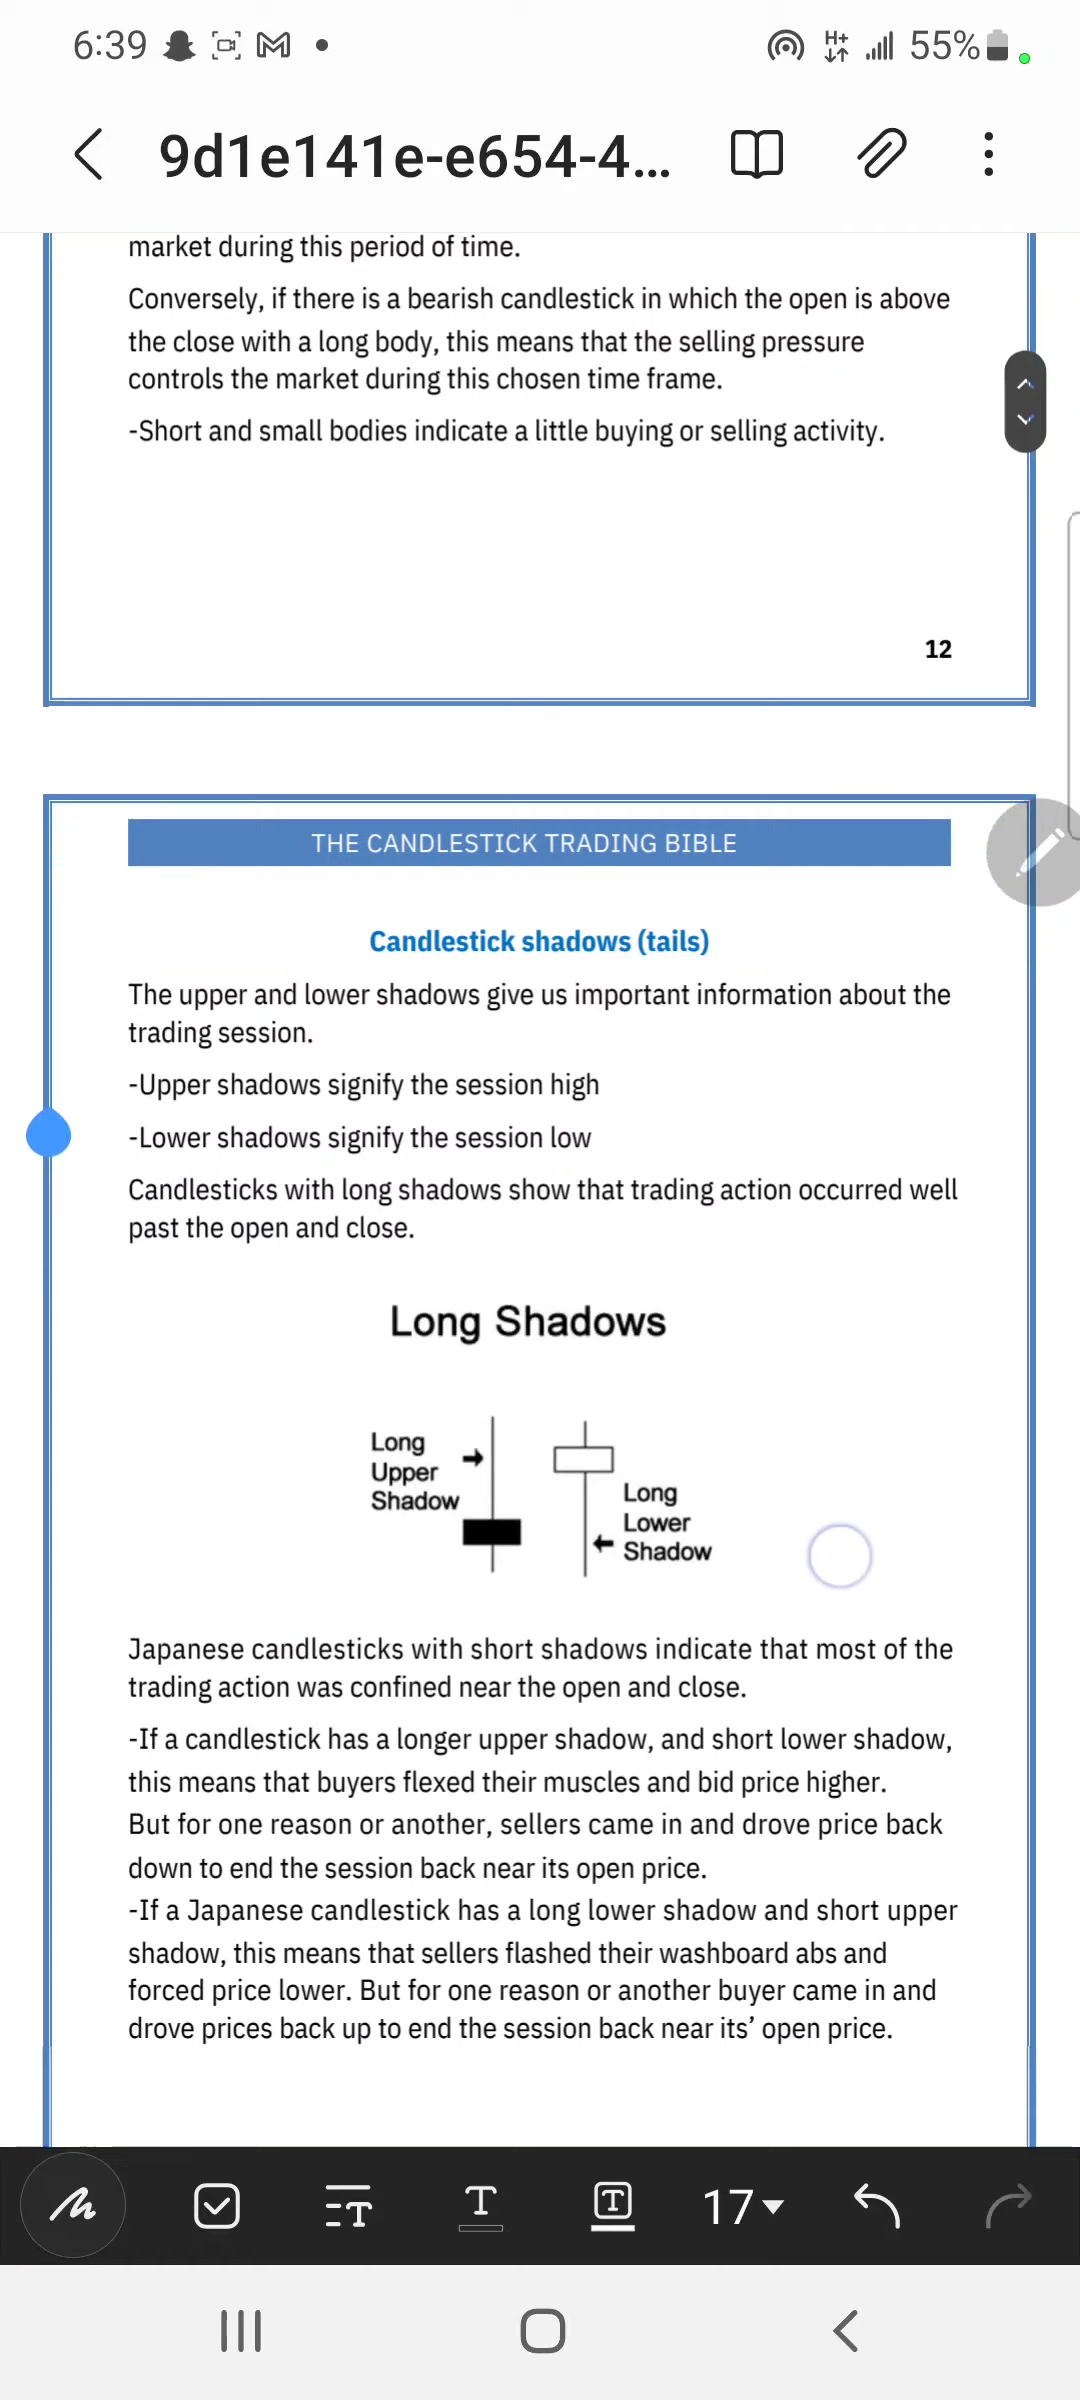 6:39
H+
55%
9d1e141e-e654-4...
market during this period of time.
Conversely, if there is a bearish candlestick in which the open is above
the close with a long body, this means that the selling pressure
controls the market during this chosen time frame.
-Short and small bodies indicate a little buying or selling activity.
12
THE CANDLESTICK TRADING BIBLE
Candlestick shadows (tails)
The upper and lower shadows give us important information about the
trading session.
-Upper shadows signify the session high
-Lower shadows signify the session low
Candlesticks with long shadows show that trading action occurred well
past the open and close.
Long Shadows
Long
Upper
Shadow
Long
Lower
Shadow
Japanese candlesticks with short shadows indicate that most of the
trading action was confined near the open and close.
-If a candlestick has a longer upper shadow, and short lower shadow,
this means that buyers flexed their muscles and bid price higher.
But for one reason or another, sellers came in and drove price back
down to end the session back near its open price.
-If a Japanese candlestick has a long lower shadow and short upper
shadow, this means that sellers flashed their washboard abs and
forced price lower. But for one reason or another buyer came in and
drove prices back up to end the session back near its’ open price.
17